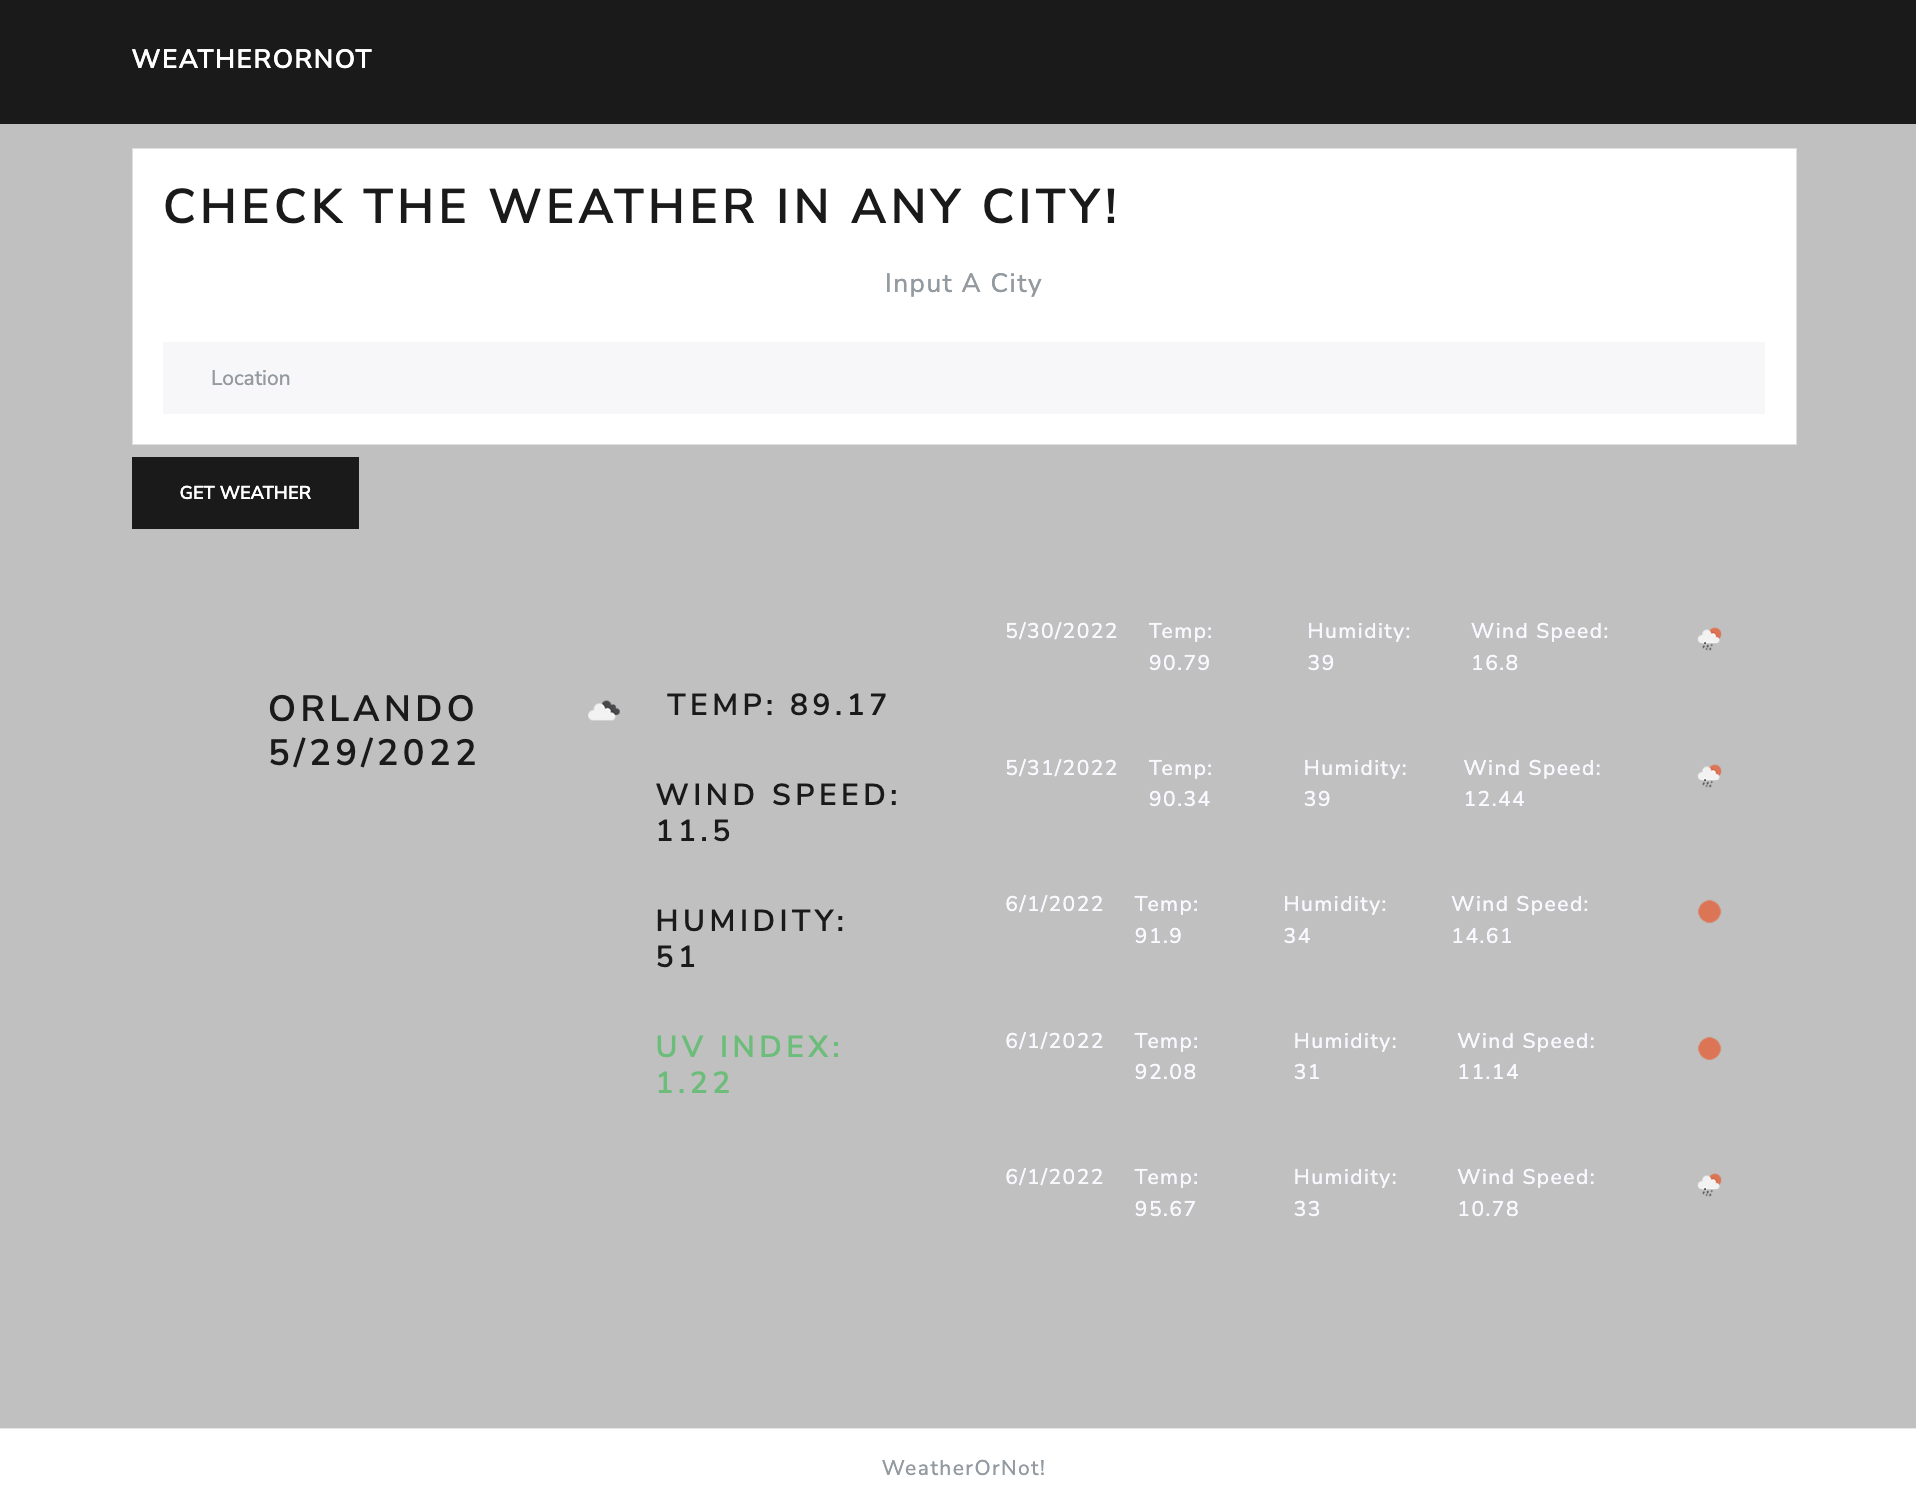 WEATHERORNOT
CHECK THE WEATHER IN ANY CITY!
Input A City
Location
GET WEATHER
ORLANDO
5/29/2022
TEMP: 89.17
WIND SPEED:
11.5
HUMIDITY:
51
UV INDEX:
1.22
5/30/2022 Temp: Humidity: Wind Speed:
90.79 39 16.8
5/31/2022 Temp: Humidity: Wind Speed:
90.34 39 12.44
6/1/2022 Temp: Humidity: Wind Speed:
91.9 34 14.61
6/1/2022 Temp: Humidity: Wind Speed:
92.08 31 11.14
6/1/2022 Temp: Humidity: Wind Speed:
95.67 33 10.78
WeatherOrNot!